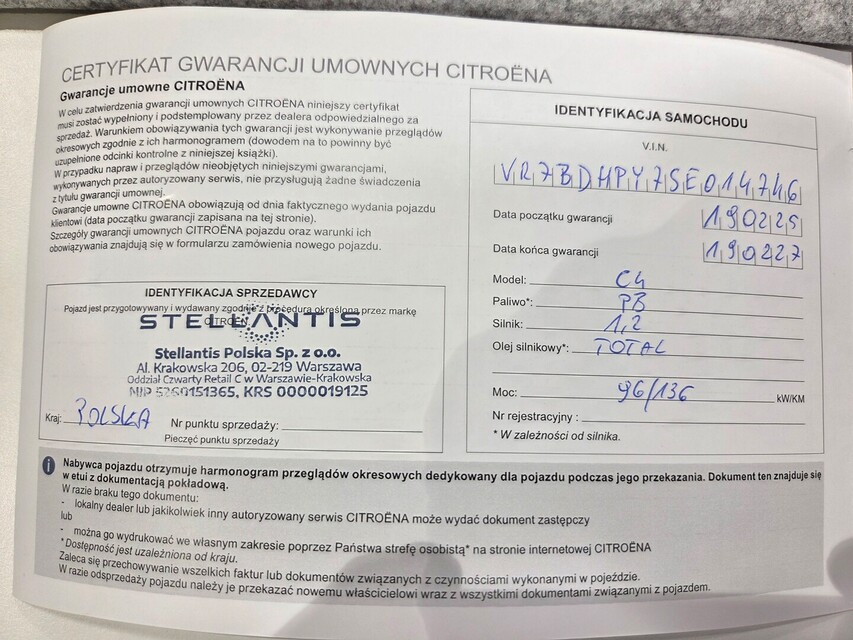 CERTYFIKAT GWARANCJI UMOWNYCH CITROËNA
Gwarancje umowne CITROËNA
W celu zatwierdzenia gwarancji umownych CITROËNA niniejszy certyfikat
musi zostać wypełniony i podstemplowany przez dealera odpowiedzialnego za
sprzedaż. Warunkiem obowiązywania tych gwarancji jest wykonywanie przeglądów
okresowych zgodnie z ich harmonogramem (dowodem na to powinny być
uzupełnione odcinki kontrolne z niniejszej książki).
W przypadku napraw i przeglądów nieobjętych niniejszymi gwarancjami,
wykonywanych przez autoryzowany serwis, nie przysługują żadne świadczenia
z tytułu gwarancji umownej.
Gwarancje umowne CITROËNA obowiązują od dnia faktycznego wydania pojazdu
klientowi (data początku gwarancji zapisana na tej stronie).
Szczegóły gwarancji umownych CITROËNA pojazdu oraz warunki ich
obowiązywania znajdują się w formularzu zamówienia nowego pojazdu.
IDENTYFIKACJA SPRZEDAWCY
Pojazd jest przygotowywany i wydawany zgodnie z procedurą określoną przez markę
CITROËN.
STELLANTIS
Stellantis Polska Sp. z o.o.
Al. Krakowska 206, 02-219 Warszawa
Oddział Czwarty Retail C w Warszawie-Krakowska
NIP 5260151365, KRS 0000019125
Kraj: POLSKA Nr punktu sprzedaży:
Pieczęć punktu sprzedaży
IDENTYFIKACJA SAMOCHODU
V.I.N.
VR7BDHPY7SE014746
Data początku gwarancji 190225
Data końca gwarancji 190227
Model: C4
Paliwo*: PB
Silnik: 1,2
Olej silnikowy*: TOTAL
Moc: 96/136 kW/KM
Nr rejestracyjny :
* W zależności od silnika.
Nabywca pojazdu otrzymuje harmonogram przeglądów okresowych dedykowany dla pojazdu podczas jego przekazania. Dokument ten znajduje się
w etui z dokumentacją pokładową.
W razie braku tego dokumentu:
- lokalny dealer lub jakikolwiek inny autoryzowany serwis CITROËNA może wydać dokument zastępczy
lub
- można go wydrukować we własnym zakresie poprzez Państwa strefę osobistą* na stronie internetowej CITROËNA
* Dostępność jest uzależniona od kraju.
Zaleca się przechowywanie wszelkich faktur lub dokumentów związanych z czynnościami wykonanymi w pojeździe.
W razie odsprzedaży pojazdu należy je przekazać nowemu właścicielowi wraz z wszystkimi dokumentami związanymi z pojazdem.